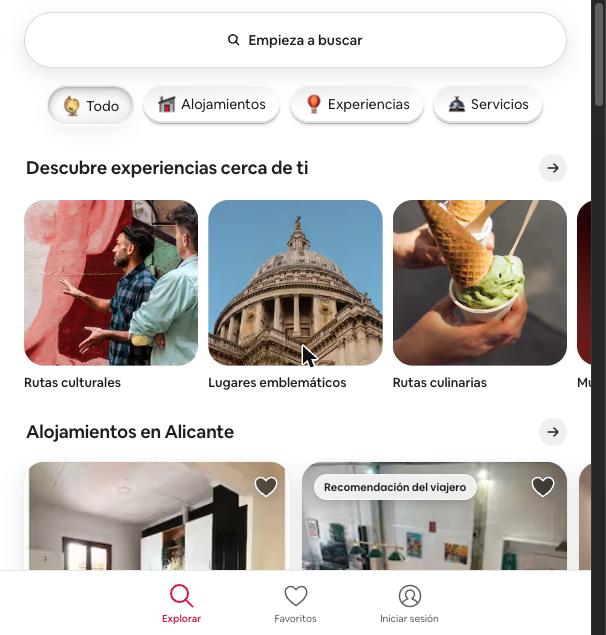 Empieza a buscar
Todo
Alojamientos
Experiencias
Servicios
Descubre experiencias cerca de ti
Rutas culturales
Lugares emblemáticos
Rutas culinarias
Alojamientos en Alicante
Recomendación del viajero
Explorar
Favoritos
Iniciar sesión